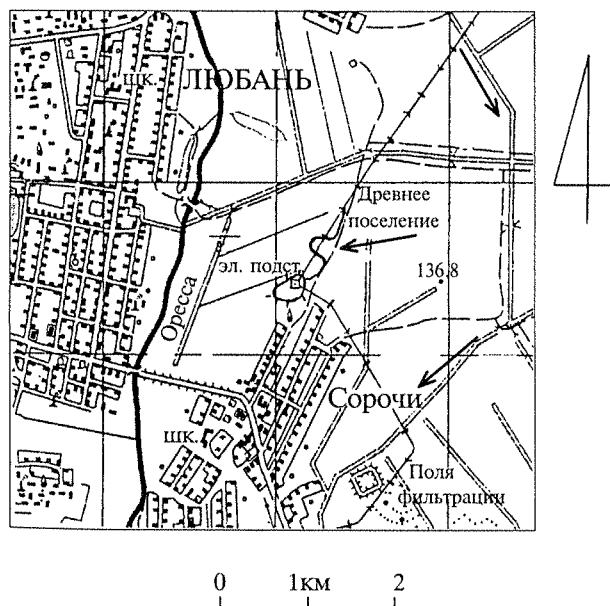 шк.
ЛЮБАНЬ
Древнее
поселение
эл. подст.
136,8
Оресса
Сорочи
шк.
Поля
фильтрации
0 1км 2